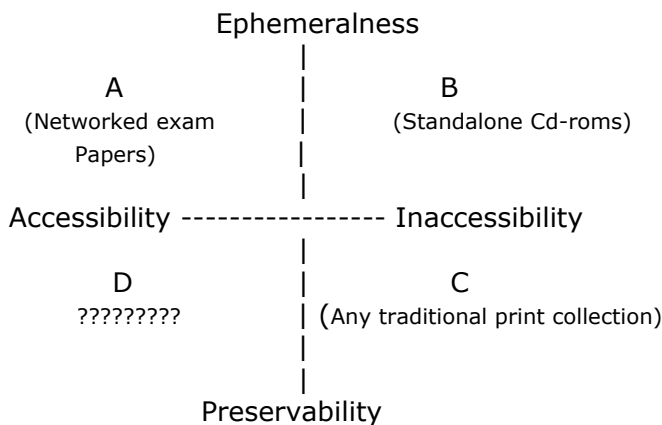 Ephemeralness
A B
(Networked exam (Standalone Cd-roms)
Papers)
Accessibility ---------------- Inaccessibility
D C
????????? (Any traditional print collection)
Preservability